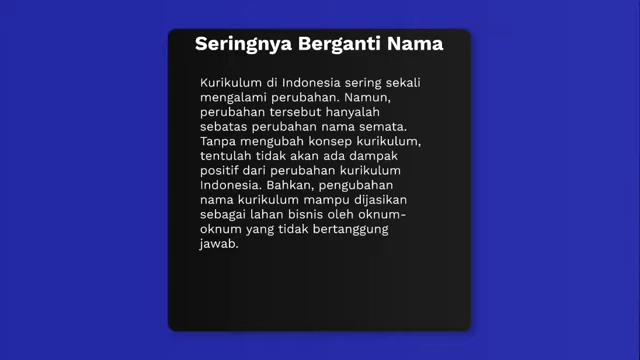 Seringnya Berganti Nama
Kurikulum di Indonesia sering sekali
mengalami perubahan. Namun,
perubahan tersebut hanyalah
sebatas perubahan nama semata.
Tanpa mengubah konsep kurikulum,
tentulah tidak akan ada dampak
positif dari perubahan kurikulum
Indonesia. Bahkan, pengubahan
nama kurikulum mampu dijasikan
sebagai lahan bisnis oleh oknum-
oknum yang tidak bertanggung
jawab.